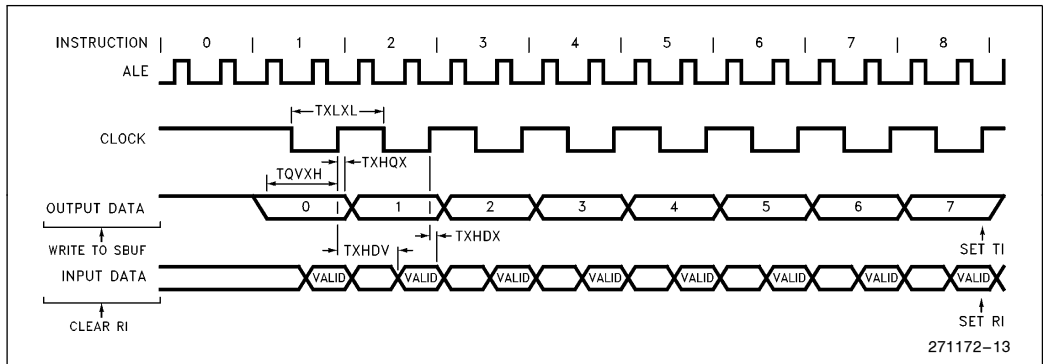 INSTRUCTION | 0 | 1 | 2 | 3 | 4 | 5 | 6 | 7 | 8 |
ALE
TXLXL
CLOCK
TQVXH
TXHQX
OUTPUT DATA
0 1 2 3 4 5 6 7
WRITE TO SBUF
TXHDV
TXHDX
SET TI
INPUT DATA
VALID VALID VALID VALID VALID VALID VALID VALID
CLEAR RI
SET RI
271172–13